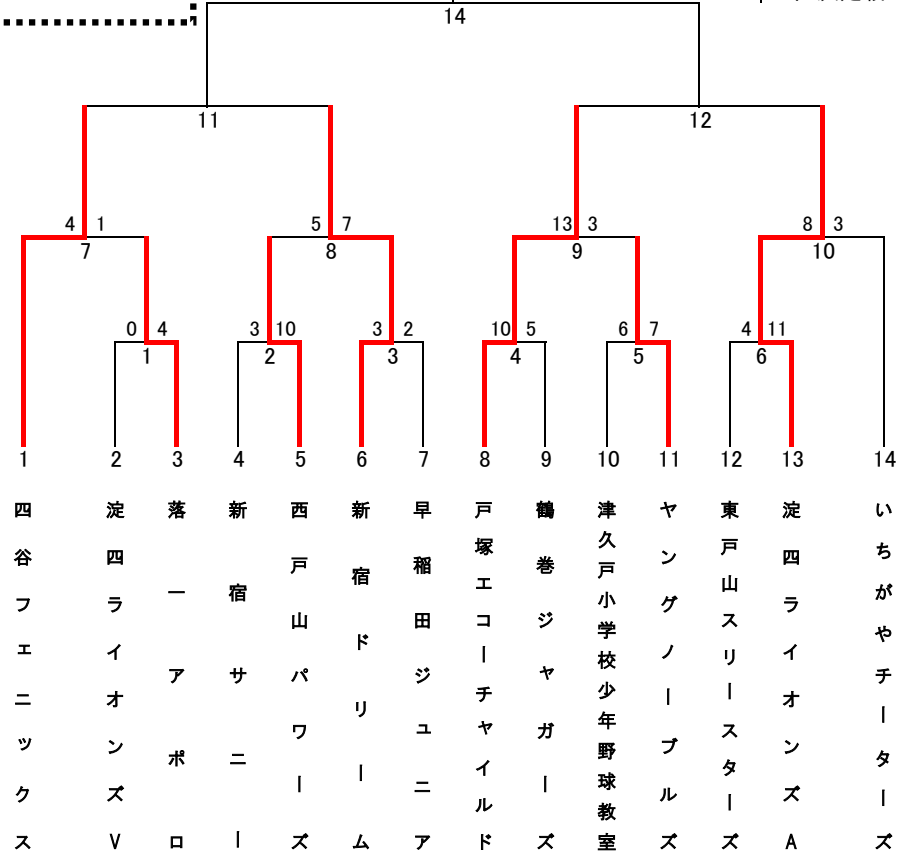 14
11
12
4 1
5 7
13 3
8 3
7
8
9
10
0 4
3 10
3 2
10 5
6 7
4 11
1
2
3
4
5
6
1
2
3
4
5
6
7
8
9
10
11
12
13
14
四谷フェニックス
淀四ライオンズV
落一アポロ
新宿サニー
西戸山パワーズ
新宿ドリーム
早稲田ジュニア
戸塚エコーチャイルド
鶴巻ジャガーズ
津久戸小学校少年野球教室
ヤングノーブルズ
東戸山スリースターズ
淀四ライオンズA
いちがやチーターズ